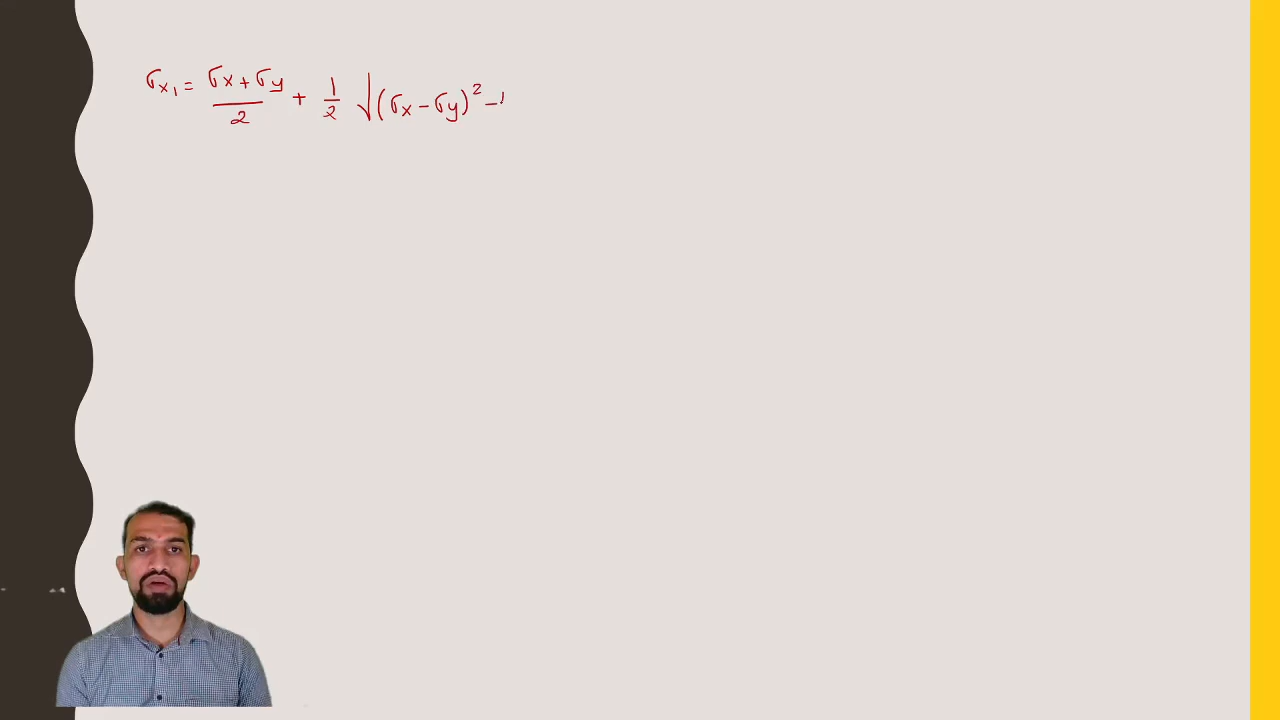 σx₁ = (σx + σy)/2 + 1/2 √(σx − σy)² −